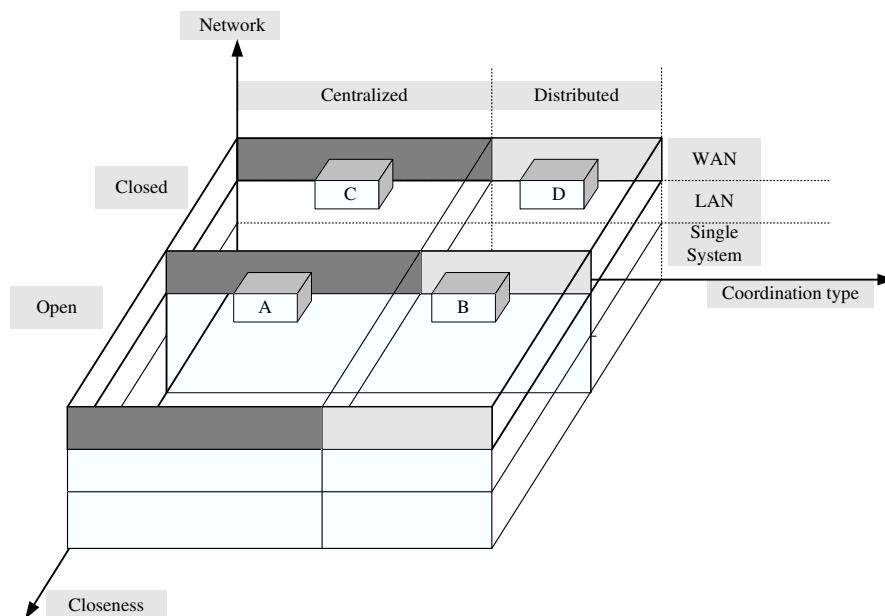 Network
Centralized
Distributed
WAN
Closed
C
D
LAN
Single
System
Coordination type
Open
A
B
Closeness